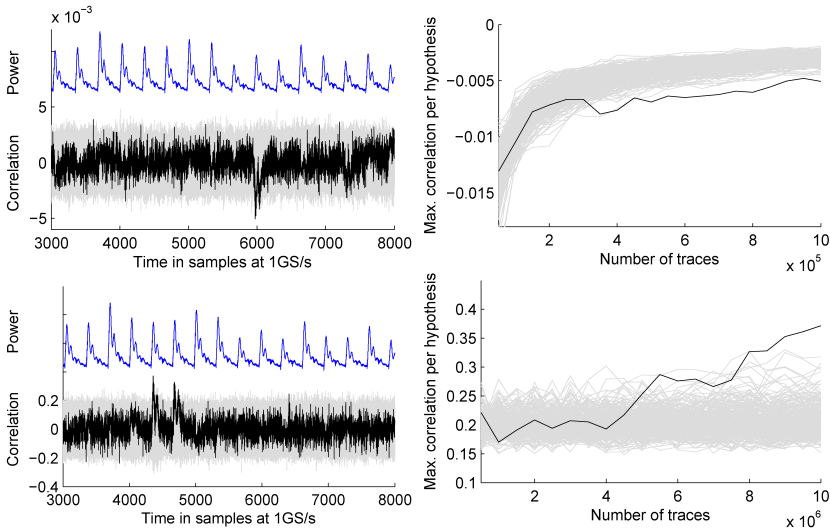 × 10⁻³
Power
5
Correlation
0
−5
3000 4000 5000 6000 7000 8000
Time in samples at 1GS/s
Max. correlation per hypothesis
0
−0.005
−0.01
−0.015
2 4 6 8 10
Number of traces
x 10⁵
Power
Correlation
0.2
0
−0.2
−0.4
3000 4000 5000 6000 7000 8000
Time in samples at 1GS/s
Max. correlation per hypothesis
0.4
0.35
0.3
0.25
0.2
0.15
0.1
2 4 6 8 10
Number of traces
x 10⁶